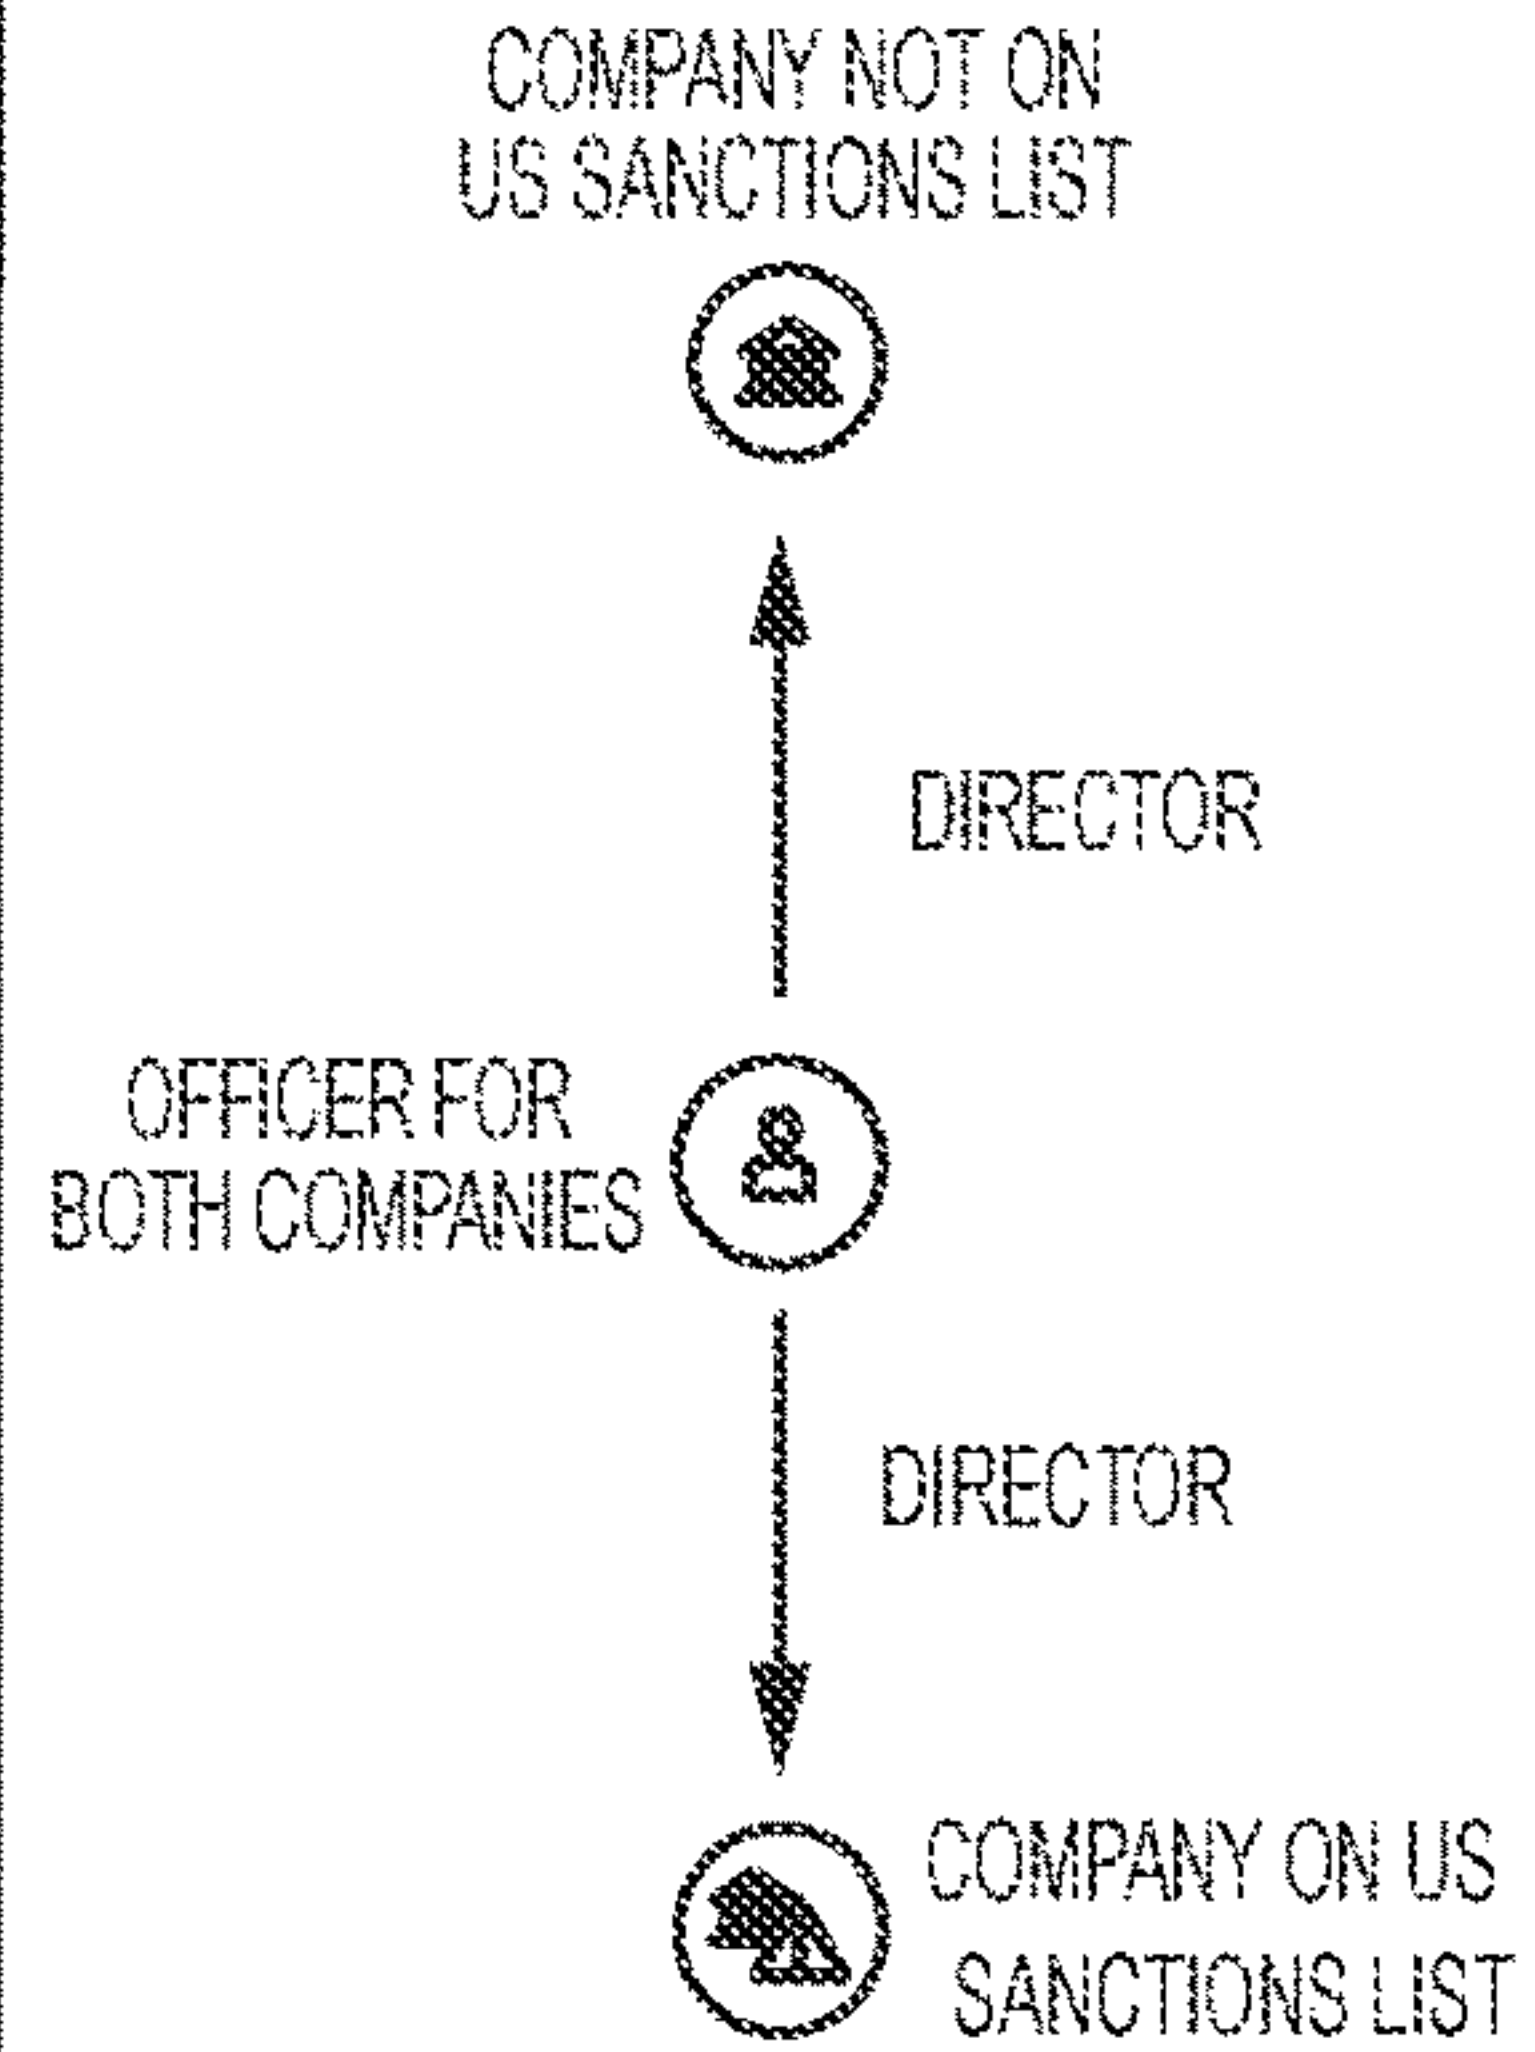 COMPANY NOT ON
US SANCTIONS LIST
DIRECTOR
OFFICER FOR
BOTH COMPANIES
DIRECTOR
COMPANY ON US
SANCTIONS LIST